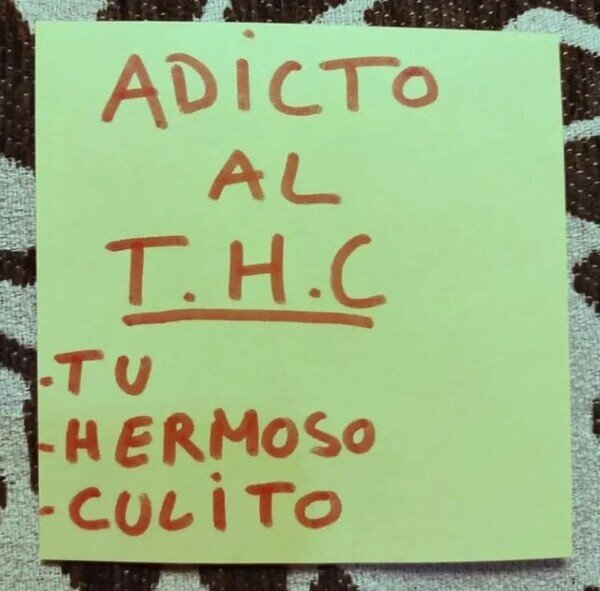 ADiCTO
AL
T.H.C
-TU
-HERMOSO
-CULiTO